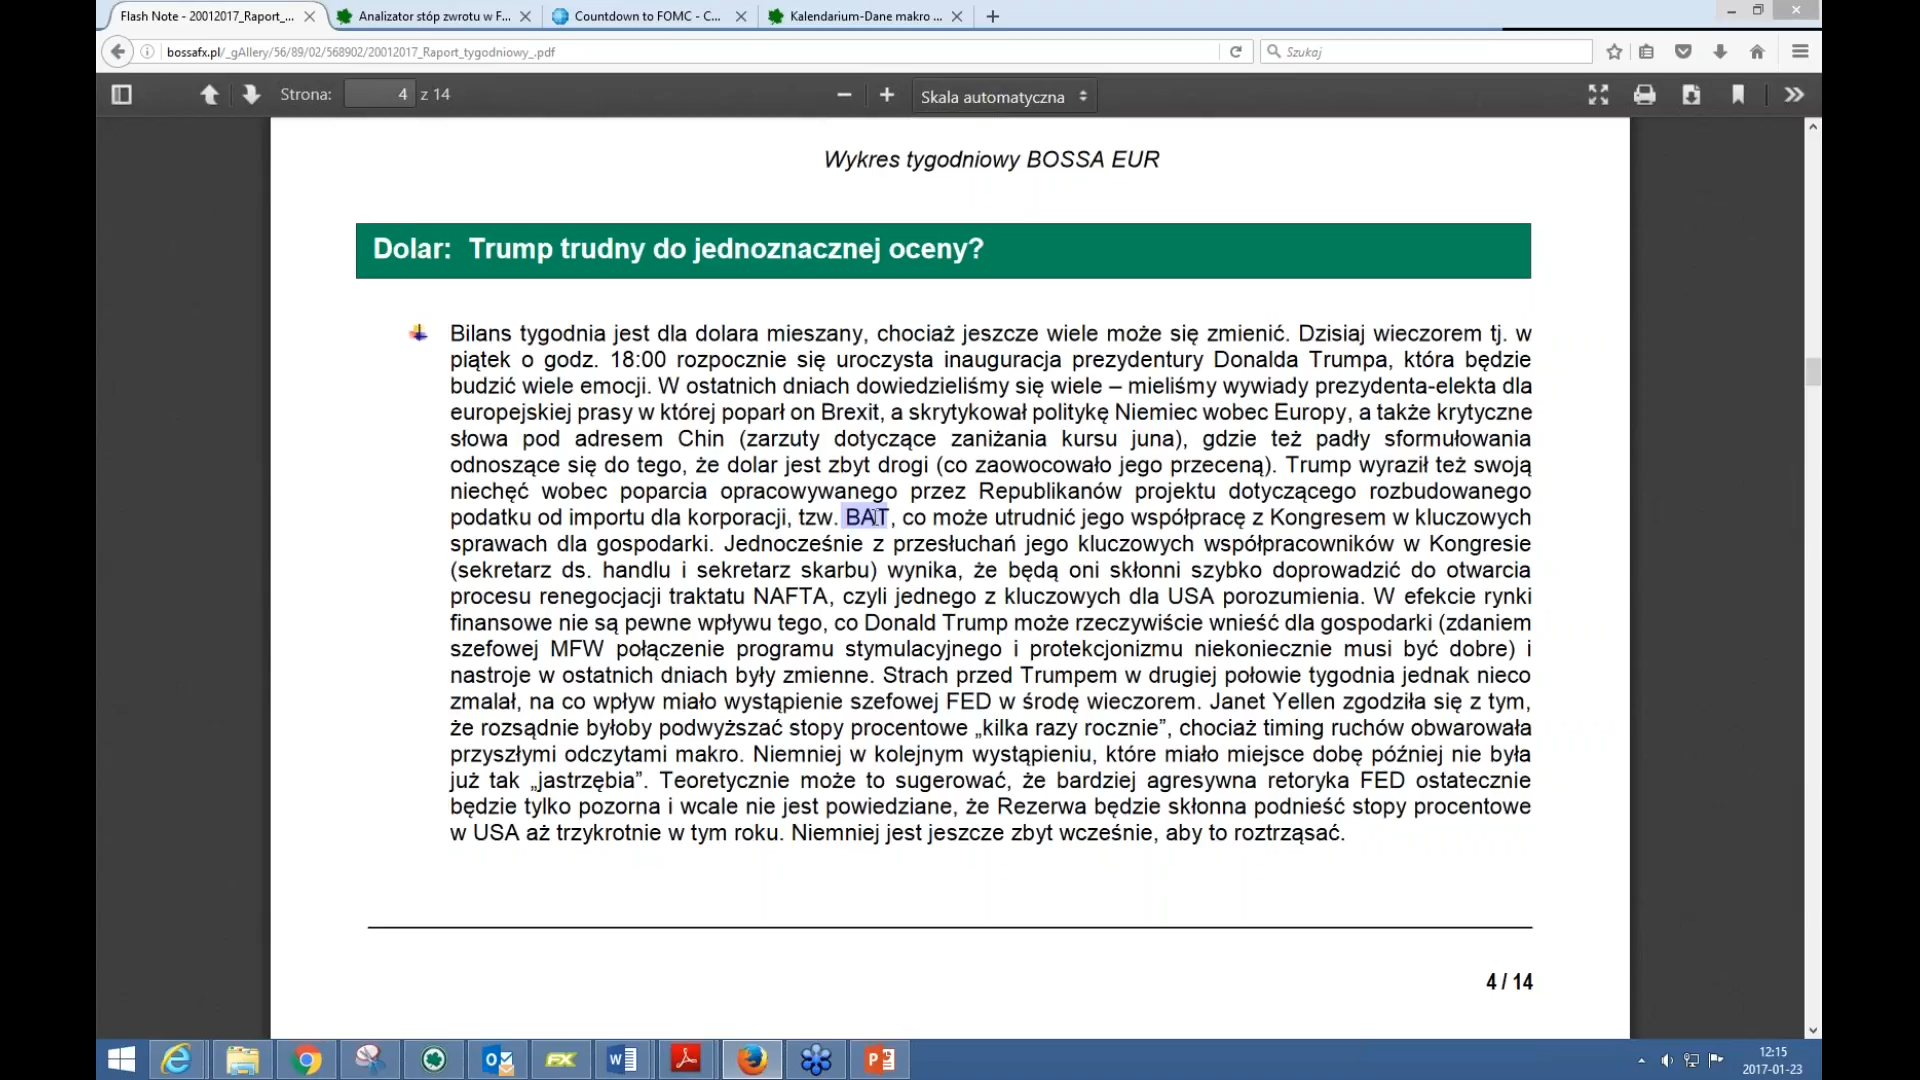 Flash Note - 20012017_Raport_...
Analizator stóp zwrotu w F...
Countdown to FOMC - C...
Kalendarium-Dane makro ...
bossafx.pl/_gAllery/56/89/02/568902/20012017_Raport_tygodniowy_.pdf
Szukaj
Strona: 4 z 14
Skala automatyczna
Wykres tygodniowy BOSSA EUR
Dolar: Trump trudny do jednoznacznej oceny?
Bilans tygodnia jest dla dolara mieszany, chociaż jeszcze wiele może się zmienić. Dzisiaj wieczorem tj. w
piątek o godz. 18:00 rozpocznie się uroczysta inauguracja prezydentury Donalda Trumpa, która będzie
budzić wiele emocji. W ostatnich dniach dowiedzieliśmy się wiele – mieliśmy wywiady prezydenta-elekta dla
europejskiej prasy w której poparł on Brexit, a skrytykował politykę Niemiec wobec Europy, a także krytyczne
słowa pod adresem Chin (zarzuty dotyczące zaniżania kursu juna), gdzie też padły sformułowania
odnoszące się do tego, że dolar jest zbyt drogi (co zaowocowało jego przeceną). Trump wyraził też swoją
niechęć wobec poparcia opracowywanego przez Republikanów projektu dotyczącego rozbudowanego
podatku od importu dla korporacji, tzw. BAT, co może utrudnić jego współpracę z Kongresem w kluczowych
sprawach dla gospodarki. Jednocześnie z przesłuchań jego kluczowych współpracowników w Kongresie
(sekretarz ds. handlu i sekretarz skarbu) wynika, że będą oni skłonni szybko doprowadzić do otwarcia
procesu renegocjacji traktatu NAFTA, czyli jednego z kluczowych dla USA porozumienia. W efekcie rynki
finansowe nie są pewne wpływu tego, co Donald Trump może rzeczywiście wnieść dla gospodarki (zdaniem
szefowej MFW połączenie programu stymulacyjnego i protekcjonizmu niekoniecznie musi być dobre) i
nastroje w ostatnich dniach były zmienne. Strach przed Trumpem w drugiej połowie tygodnia jednak nieco
zmalał, na co wpływ miało wystąpienie szefowej FED w środę wieczorem. Janet Yellen zgodziła się z tym,
że rozsądnie byłoby podwyższać stopy procentowe „kilka razy rocznie”, chociaż timing ruchów obwarowała
przyszłymi odczytami makro. Niemniej w kolejnym wystąpieniu, które miało miejsce dobę później nie była
już tak „jastrzębia”. Teoretycznie może to sugerować, że bardziej agresywna retoryka FED ostatecznie
będzie tylko pozorna i wcale nie jest powiedziane, że Rezerwa będzie skłonna podnieść stopy procentowe
w USA aż trzykrotnie w tym roku. Niemniej jest jeszcze zbyt wcześnie, aby to roztrząsać.
4 / 14
FX
12:15
2017-01-23